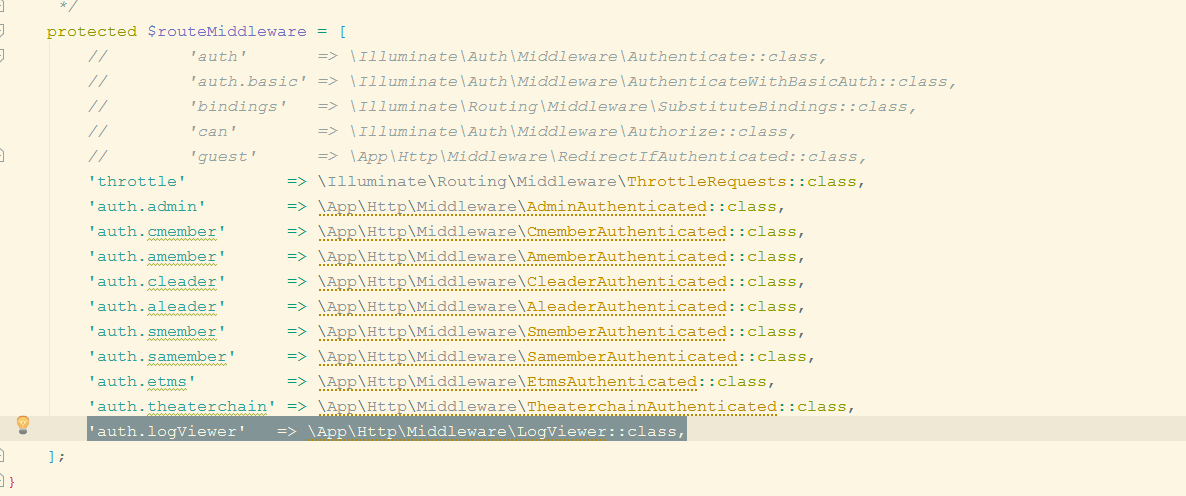 */
protected $routeMiddleware = [
//        'auth'       => \Illuminate\Auth\Middleware\Authenticate::class,
//        'auth.basic' => \Illuminate\Auth\Middleware\AuthenticateWithBasicAuth::class,
//        'bindings'   => \Illuminate\Routing\Middleware\SubstituteBindings::class,
//        'can'        => \Illuminate\Auth\Middleware\Authorize::class,
//        'guest'      => \App\Http\Middleware\RedirectIfAuthenticated::class,
'throttle'          => \Illuminate\Routing\Middleware\ThrottleRequests::class,
'auth.admin'        => \App\Http\Middleware\AdminAuthenticated::class,
'auth.cmember'      => \App\Http\Middleware\CmemberAuthenticated::class,
'auth.amember'      => \App\Http\Middleware\AmemberAuthenticated::class,
'auth.cleader'      => \App\Http\Middleware\CleaderAuthenticated::class,
'auth.aleader'      => \App\Http\Middleware\AleaderAuthenticated::class,
'auth.smember'      => \App\Http\Middleware\SmemberAuthenticated::class,
'auth.samember'     => \App\Http\Middleware\SamemberAuthenticated::class,
'auth.etms'         => \App\Http\Middleware\EtmsAuthenticated::class,
'auth.theaterchain' => \App\Http\Middleware\TheaterchainAuthenticated::class,
'auth.logViewer'   => \App\Http\Middleware\LogViewer::class,
];
}